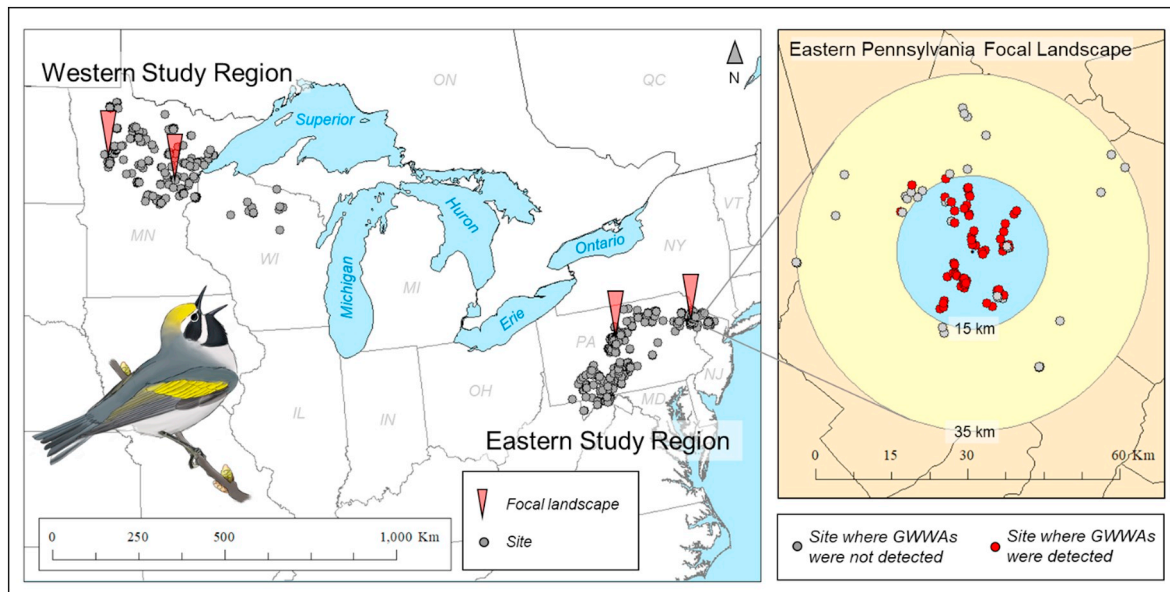 Western Study Region
ON
QC
N
Superior
Huron
Michigan
Ontario
Erie
MN
WI
MI
NY
VT
PA
NJ
MD
OH
IL
IN
Eastern Study Region
Focal landscape
Site
0 250 500 1,000 Km
Eastern Pennsylvania Focal Landscape
15 km
35 km
0 15 30 60 Km
Site where GWWAs
were not detected
Site where GWWAs
were detected